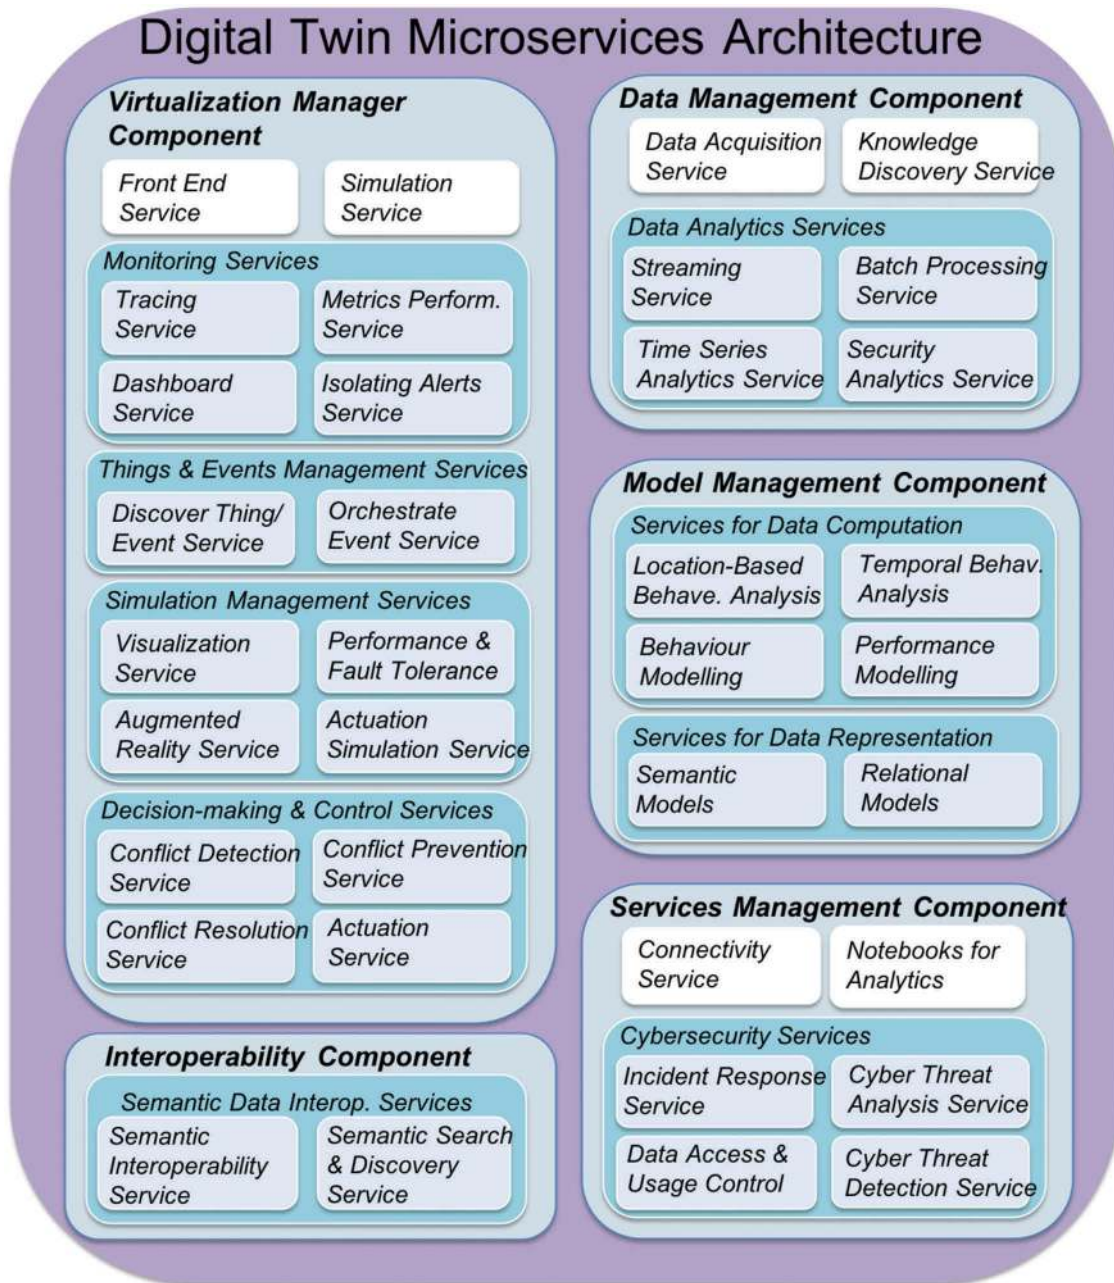 Digital Twin Microservices Architecture
Virtualization Manager
Component
Front End
Service
Simulation
Service
Monitoring Services
Tracing
Service
Metrics Perform.
Service
Dashboard
Service
Isolating Alerts
Service
Things & Events Management Services
Discover Thing/
Event Service
Orchestrate
Event Service
Simulation Management Services
Visualization
Service
Performance &
Fault Tolerance
Augmented
Reality Service
Actuation
Simulation Service
Decision-making & Control Services
Conflict Detection
Service
Conflict Prevention
Service
Conflict Resolution
Service
Actuation
Service
Interoperability Component
Semantic Data Interop. Services
Semantic
Interoperability
Service
Semantic Search
& Discovery
Service
Data Management Component
Data Acquisition
Service
Knowledge
Discovery Service
Data Analytics Services
Streaming
Service
Batch Processing
Service
Time Series
Analytics Service
Security
Analytics Service
Model Management Component
Services for Data Computation
Location-Based
Behave. Analysis
Temporal Behav.
Analysis
Behaviour
Modelling
Performance
Modelling
Services for Data Representation
Semantic
Models
Relational
Models
Services Management Component
Connectivity
Service
Notebooks for
Analytics
Cybersecurity Services
Incident Response
Service
Cyber Threat
Analysis Service
Data Access &
Usage Control
Cyber Threat
Detection Service